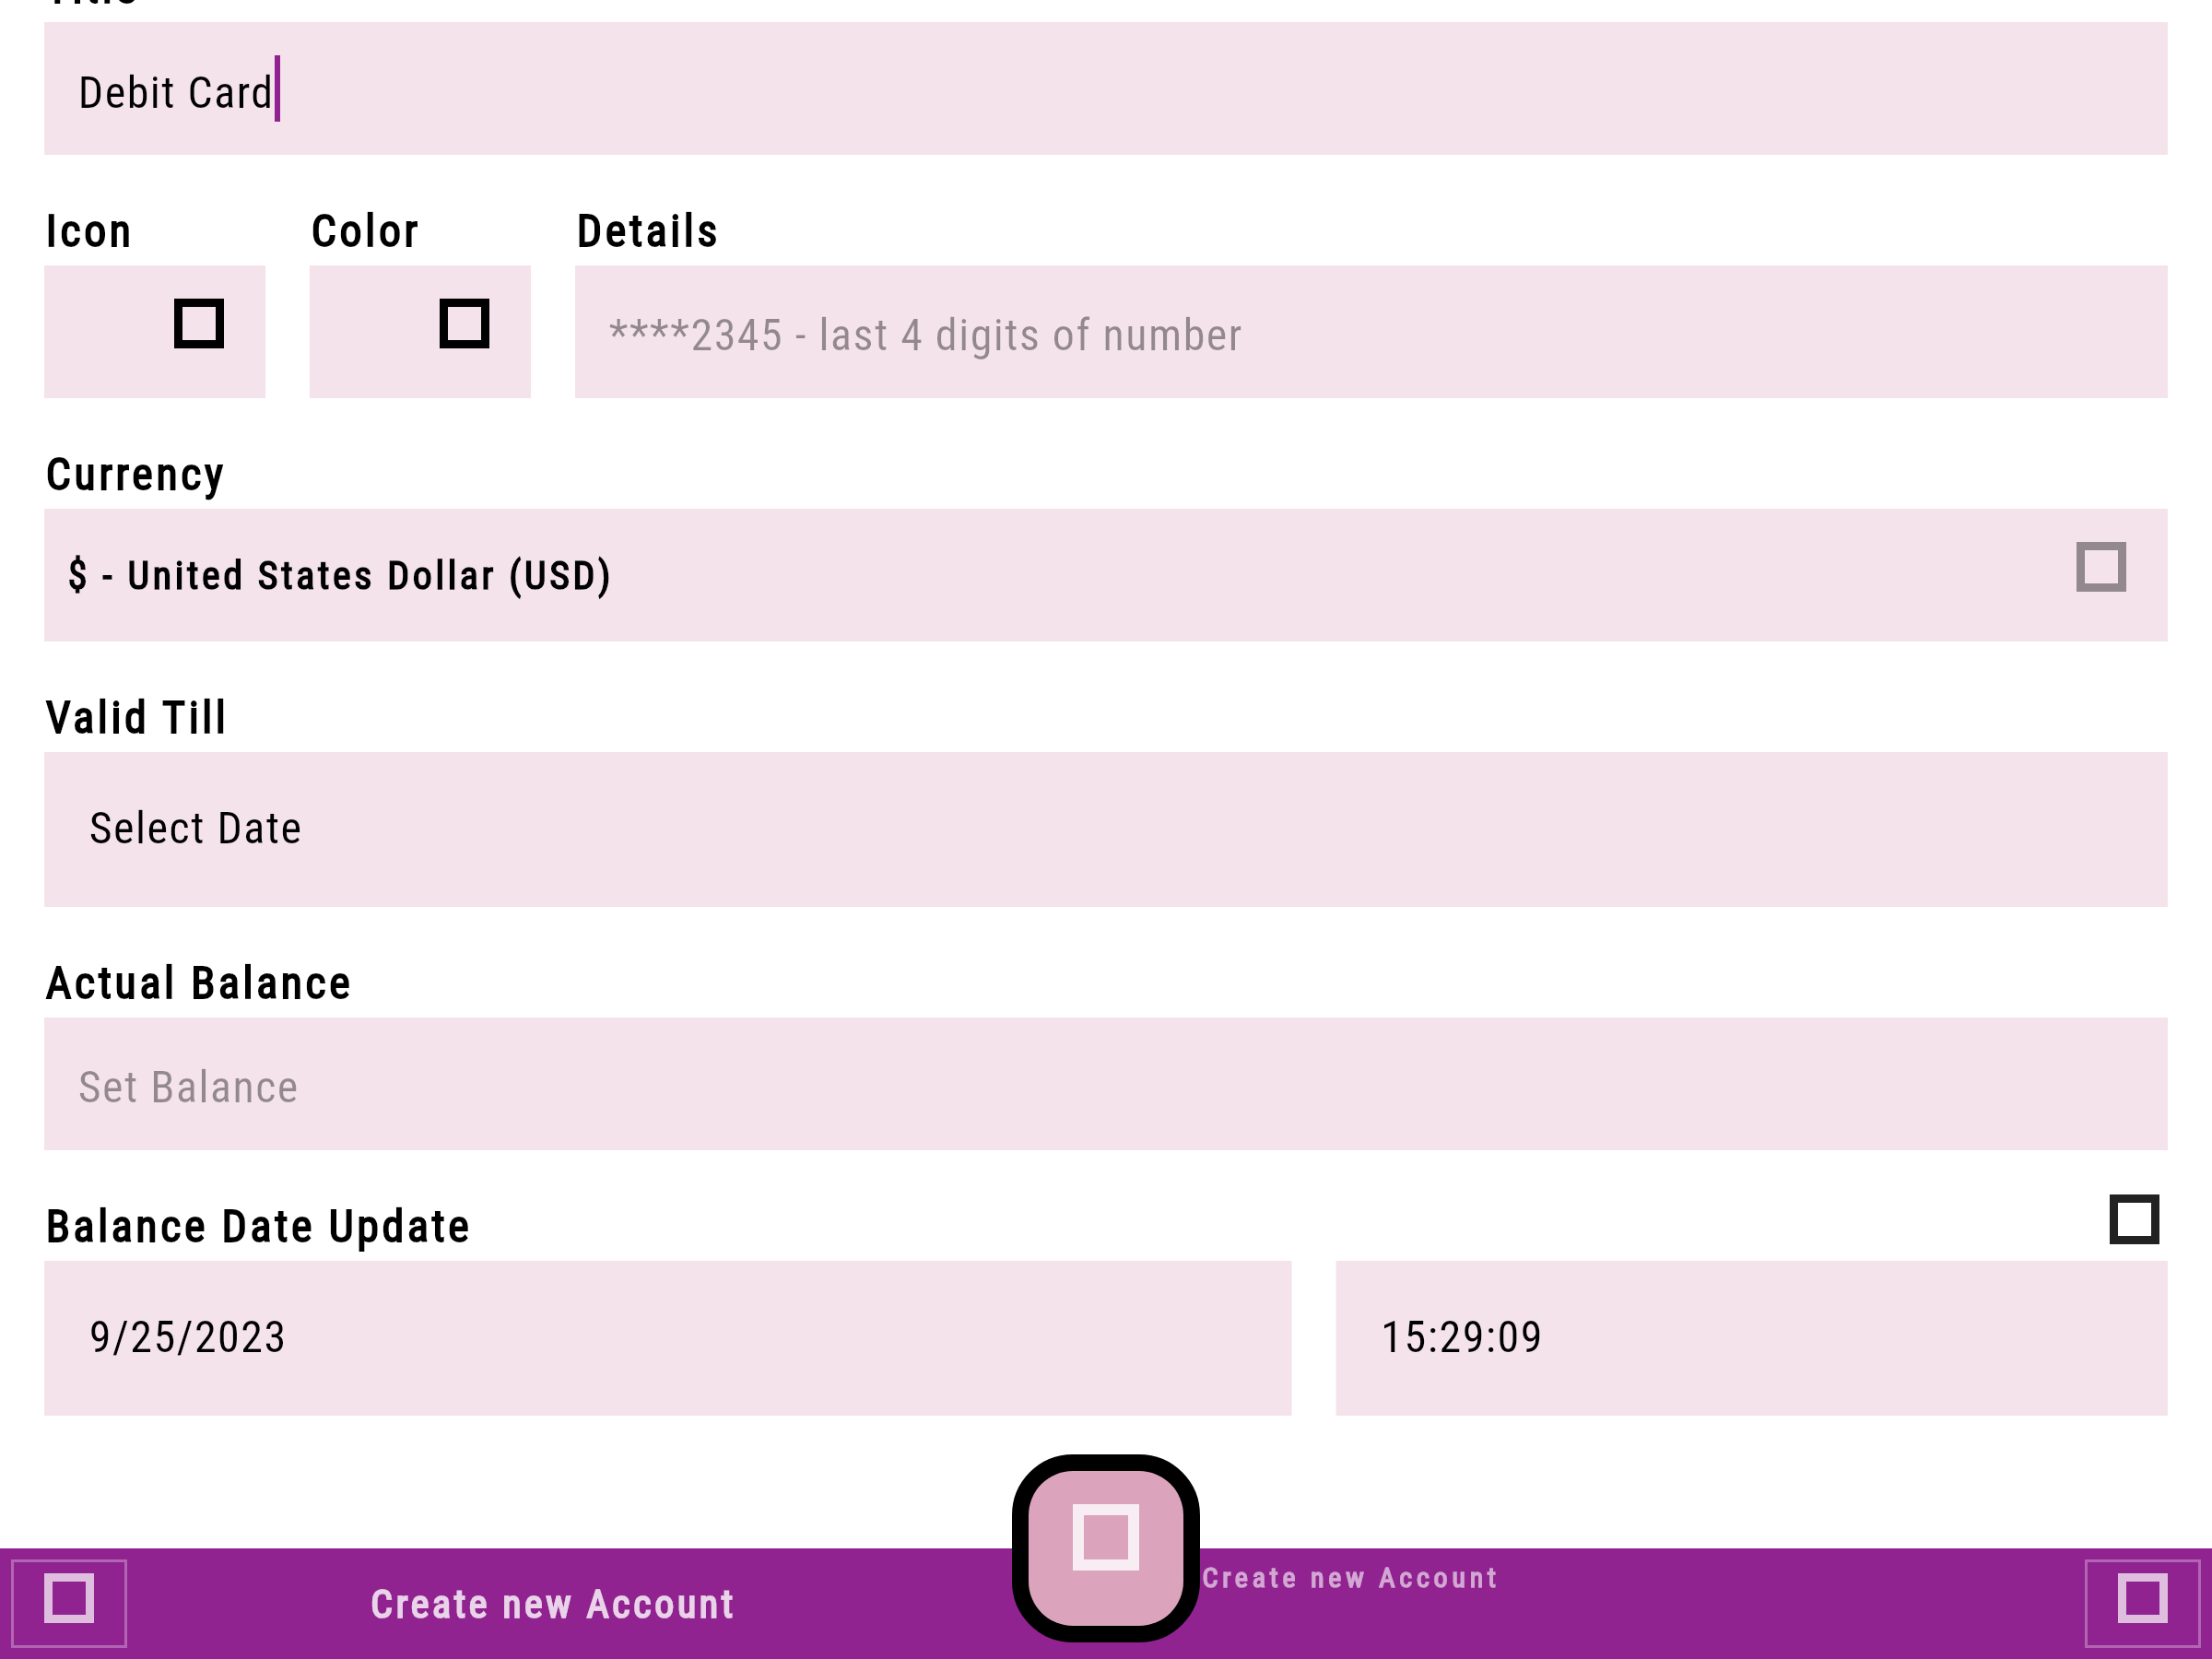 Title
Debit Card
Icon Color Details
****2345 - last 4 digits of number
Currency
$ - United States Dollar (USD)
Valid Till
Select Date
Actual Balance
Set Balance
Balance Date Update
9/25/2023 15:29:09
Create new Account
Create new Account